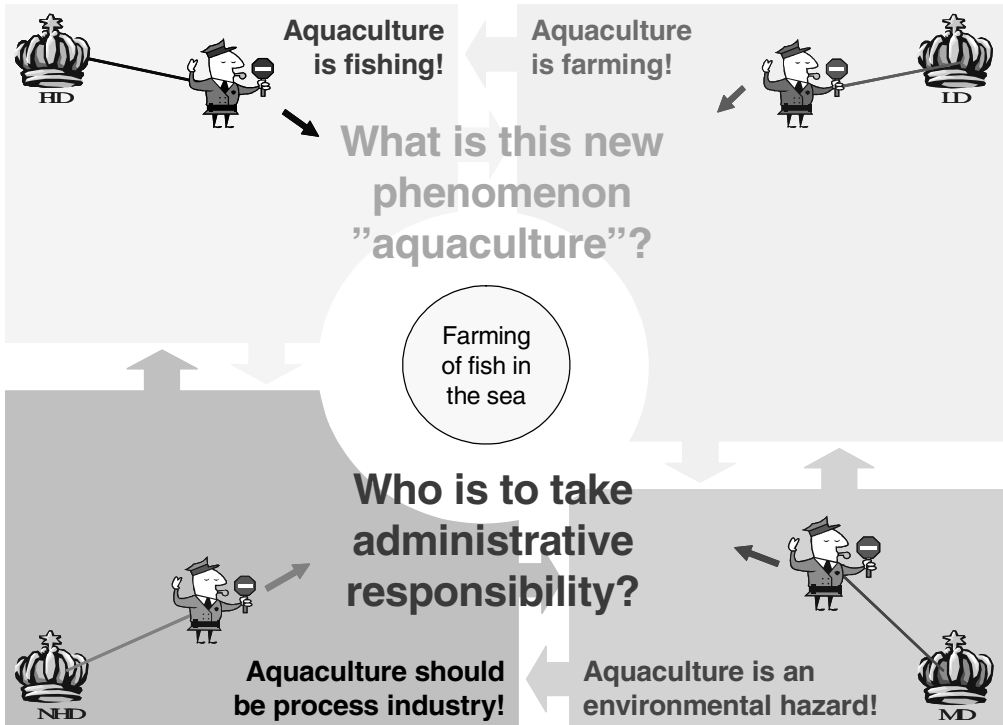 Aquaculture
is fishing!
Aquaculture
is farming!
HD
LD
What is this new
phenomenon
”aquaculture”?
Farming
of fish in
the sea
Who is to take
administrative
responsibility?
NHD
Aquaculture should
be process industry!
Aquaculture is an
environmental hazard!
MD